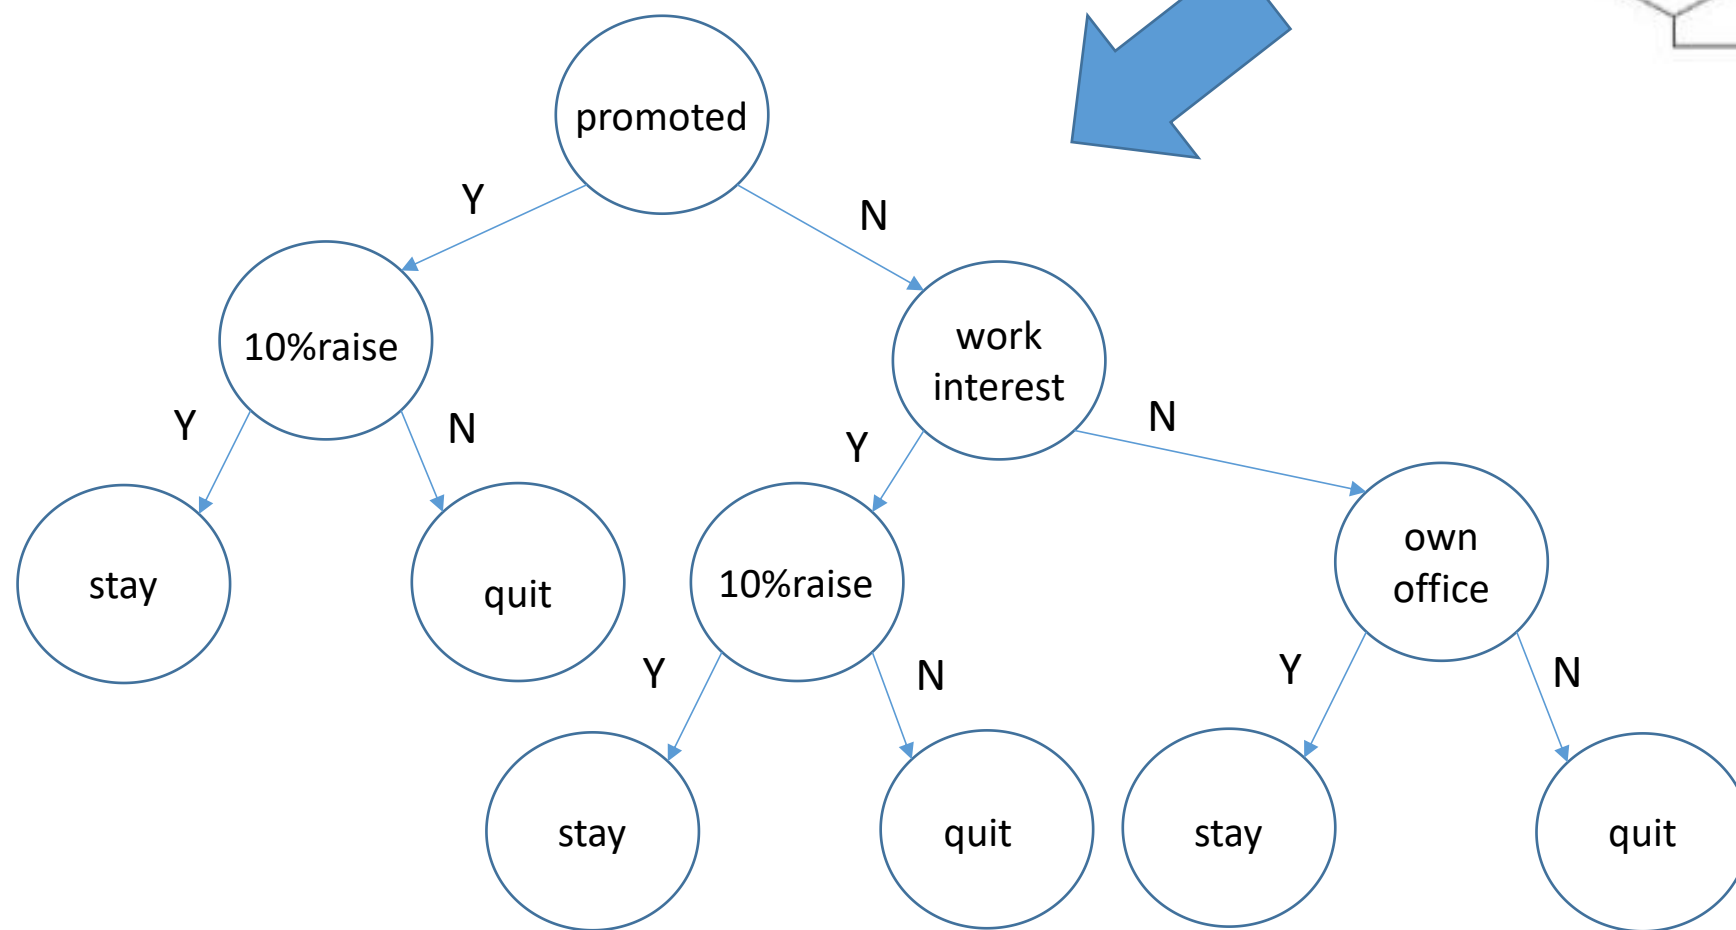 promoted
Y
N
10%raise
work
interest
Y
N
Y
N
stay
quit
10%raise
own
office
Y
N
Y
N
stay
quit
stay
quit